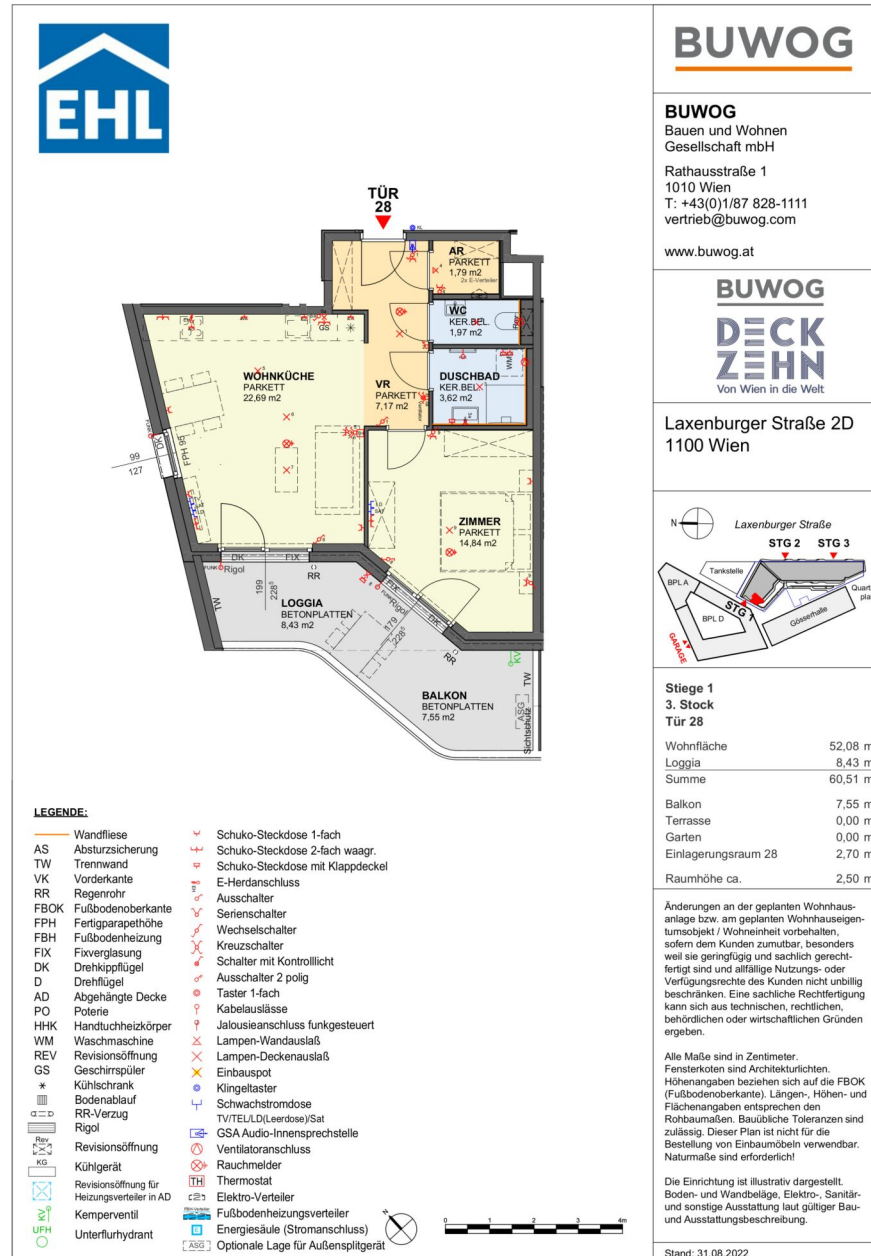 EHL
TÜR
28
KL
AR
PARKETT
1,79 m2
2x E-Verteiler
WC
KER.BEL.
1,97 m2
Rev
GS
WOHNKÜCHE
PARKETT
22,69 m2
VR
PARKETT
7,17 m2
DUSCHBAD
KER.BEL.
3,62 m2
WM
DK
FPH 95
99
127
ZIMMER
PARKETT
14,84 m2
DK
FIX
FUNK
Rigol
RR
199
228⁵
TW
LOGGIA
BETONPLATTEN
8,43 m2
FIX
FUNK
Rigol
179
228⁵
DK
RR
KV
TW
ASG
Sichtschutz
BALKON
BETONPLATTEN
7,55 m2
LEGENDE:
Wandfliese
AS Absturzsicherung
TW Trennwand
VK Vorderkante
RR Regenrohr
FBOK Fußbodenoberkante
FPH Fertigparapethöhe
FBH Fußbodenheizung
FIX Fixverglasung
DK Drehkippflügel
D Drehflügel
AD Abgehängte Decke
PO Poterie
HHK Handtuchheizkörper
WM Waschmaschine
REV Revisionsöffnung
GS Geschirrspüler
* Kühlschrank
Bodenablauf
RR-Verzug
Rigol
Rev Revisionsöffnung
KG Kühlgerät
Revisionsöffnung für
Heizungsverteiler in AD
KV Kemperventil
UFH Unterflurhydrant
Schuko-Steckdose 1-fach
Schuko-Steckdose 2-fach waagr.
Schuko-Steckdose mit Klappdeckel
E-Herdanschluss
Ausschalter
Serienschalter
Wechselschalter
Kreuzschalter
Schalter mit Kontrolllicht
Ausschalter 2 polig
Taster 1-fach
Kabelauslässe
Jalousieanschluss funkgesteuert
Lampen-Wandauslaß
Lampen-Deckenauslaß
Einbauspot
Klingeltaster
Schwachstromdose
TV/TEL/LD(Leerdose)/Sat
GSA Audio-Innensprechstelle
Ventilatoranschluss
Rauchmelder
TH Thermostat
Elektro-Verteiler
FBH-Verteiler Fußbodenheizungsverteiler
Energiesäule (Stromanschluss)
ASG Optionale Lage für Außensplitgerät
N
0 1 2 3 4m
BUWOG
BUWOG
Bauen und Wohnen
Gesellschaft mbH
Rathausstraße 1
1010 Wien
T: +43(0)1/87 828-1111
vertrieb@buwog.com
www.buwog.at
BUWOG
DECK
ZEHN
Von Wien in die Welt
Laxenburger Straße 2D
1100 Wien
N
Laxenburger Straße
STG 2 STG 3
Tankstelle
BPL A
STG 1
BPL D
Gösserhalle
GARAGE
Stiege 1
3. Stock
Tür 28
Wohnfläche 52,08 m
Loggia 8,43 m
Summe 60,51 m
Balkon 7,55 m
Terrasse 0,00 m
Garten 0,00 m
Einlagerungsraum 28 2,70 m
Raumhöhe ca. 2,50 m
Änderungen an der geplanten Wohnhaus-
anlage bzw. am geplanten Wohnhauseigen-
tumsobjekt / Wohneinheit vorbehalten,
sofern dem Kunden zumutbar, besonders
weil sie geringfügig und sachlich gerecht-
fertigt sind und allfällige Nutzungs- oder
Verfügungsrechte des Kunden nicht unbillig
beschränken. Eine sachliche Rechtfertigung
kann sich aus technischen, rechtlichen,
behördlichen oder wirtschaftlichen Gründen
ergeben.
Alle Maße sind in Zentimeter.
Fensterkoten sind Architekturlichten.
Höhenangaben beziehen sich auf die FBOK
(Fußbodenoberkante). Längen-, Höhen- und
Flächenangaben entsprechen den
Rohbaumaßen. Bauübliche Toleranzen sind
zulässig. Dieser Plan ist nicht für die
Bestellung von Einbaumöbeln verwendbar.
Naturmaße sind erforderlich!
Die Einrichtung ist illustrativ dargestellt.
Boden- und Wandbeläge, Elektro-, Sanitär-
und sonstige Ausstattung laut gültiger Bau-
und Ausstattungsbeschreibung.
Stand: 31.08.2022